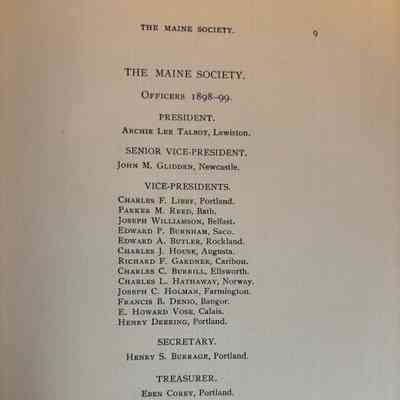 THE MAINE SOCIETY. 9
THE MAINE SOCIETY.
OFFICERS 1898-99.
PRESIDENT.
ARCHIE LEE TALBOT, Lewiston.
SENIOR VICE-PRESIDENT.
JOHN M. GLIDDEN, Newcastle.
VICE-PRESIDENTS.
CHARLES F. LIBBY, Portland.
PARKER M. REED, Bath.
JOSEPH WILLIAMSON, Belfast.
EDWARD P. BURNHAM, Saco.
EDWARD A. BUTLER, Rockland.
CHARLES J. HOUSE, Augusta.
RICHARD F. GARDNER, Caribou.
CHARLES C. BURRILL, Ellsworth.
CHARLES L. HATHAWAY, Norway.
JOSEPH C. HOLMAN, Farmington.
FRANCIS B. DENIO, Bangor.
E. HOWARD VOSE, Calais.
HENRY DEERING, Portland.
SECRETARY.
HENRY S. BURRAGE, Portland.
TREASURER.
EBEN COREY, Portland.